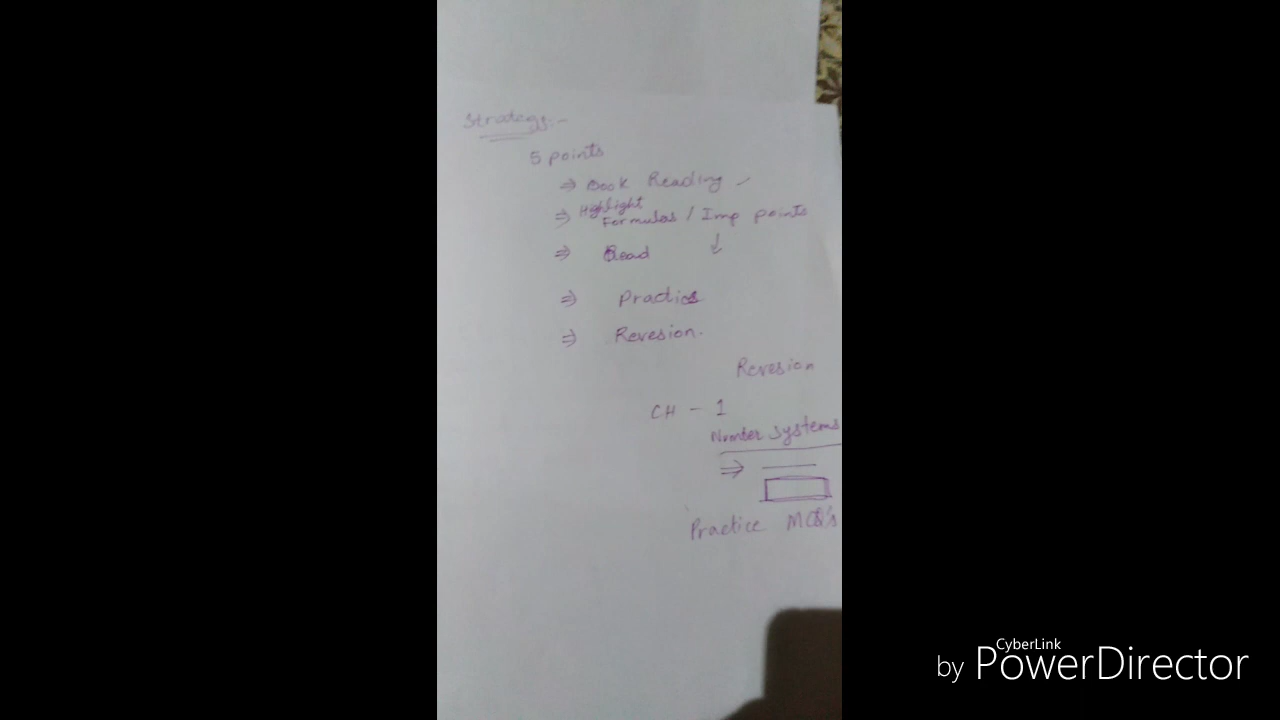 Strategy:-
5 points
⇒ Book Reading
⇒ Highlight
Formulas / Imp points
⇒ Read
⇒ Practice
⇒ Revesion.
Revesion
CH - 1
Number systems
⇒
Practice MCQ's
CyberLink
by PowerDirector